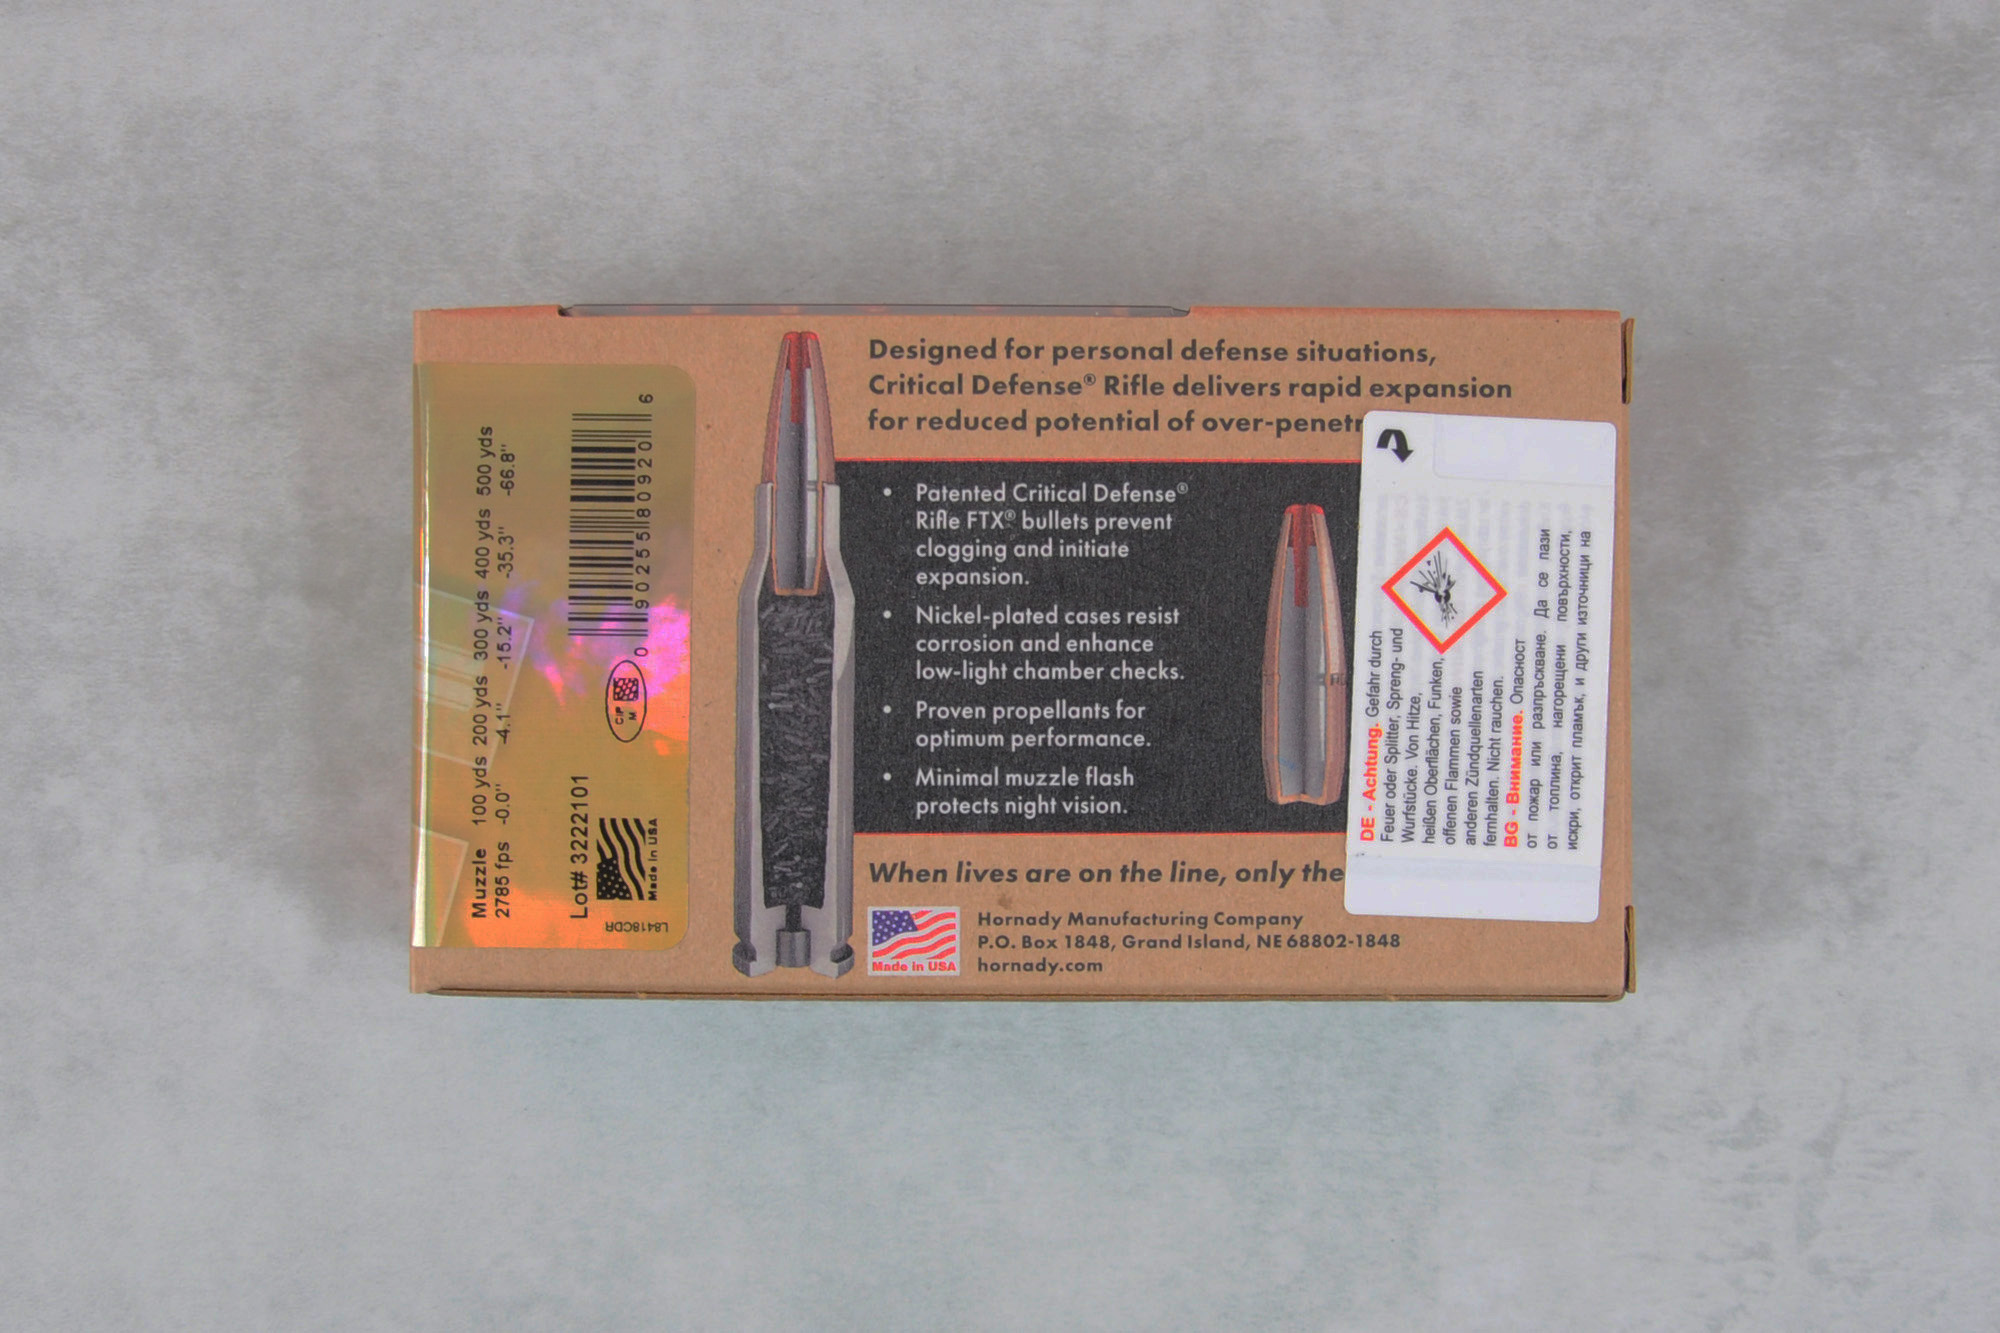 Designed for personal defense situations,
Critical Defense® Rifle delivers rapid expansion
for reduced potential of over-penetr
• Patented Critical Defense®
Rifle FTX® bullets prevent
clogging and initiate
expansion.
• Nickel-plated cases resist
corrosion and enhance
low-light chamber checks.
• Proven propellants for
optimum performance.
• Minimal muzzle flash
protects night vision.
When lives are on the line, only the
Made in USA
Hornady Manufacturing Company
P.O. Box 1848, Grand Island, NE 68802-1848
hornady.com
Muzzle 100 yds 200 yds 300 yds 400 yds 500 yds
2785 fps -0.0" -4.1" -15.2" -35.3" -66.8"
Lot# 3222101
CIP
M
0 90255 80920 6
Made in USA
L8418CDR
DE - Achtung. Gefahr durch
Feuer oder Splitter, Spreng- und
Wurfstücke. Von Hitze,
heißen Oberflächen, Funken,
offenen Flammen sowie
anderen Zündquellenarten
fernhalten. Nicht rauchen.
BG - Внимание. Опасност
от пожар или разпръскване. Да се пази
от топлина, нагорещени повърхности,
искри, открит пламък, и други източници на